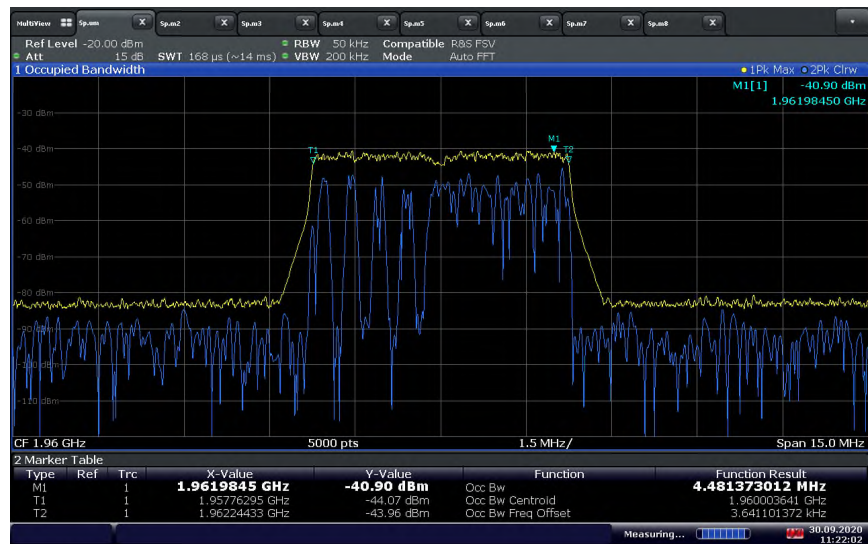 MultiView Sp.um X Sp.m2 X Sp.m3 X Sp.m4 X Sp.m5 X Sp.m6 X Sp.m7 X Sp.m8 X
Ref Level -20.00 dBm RBW 50 kHz Compatible R&S FSV
Att 15 dB SWT 168 µs (~14 ms) VBW 200 kHz Mode Auto FFT
1 Occupied Bandwidth 1Pk Max 2Pk Clrw
M1[1] -40.90 dBm
1.96198450 GHz
-30 dBm
-40 dBm
M1
T1 T2
-50 dBm
-60 dBm
-70 dBm
-80 dBm
-90 dBm
-100 dBm
-110 dBm
CF 1.96 GHz 5000 pts 1.5 MHz/ Span 15.0 MHz
2 Marker Table
Type Ref Trc X-Value Y-Value Function Function Result
M1 1 1.9619845 GHz -40.90 dBm Occ Bw 4.481373012 MHz
T1 1 1.95776295 GHz -44.07 dBm Occ Bw Centroid 1.960003641 GHz
T2 1 1.96224433 GHz -43.96 dBm Occ Bw Freq Offset 3.641101372 kHz
Measuring... 30.09.2020
11:22:02